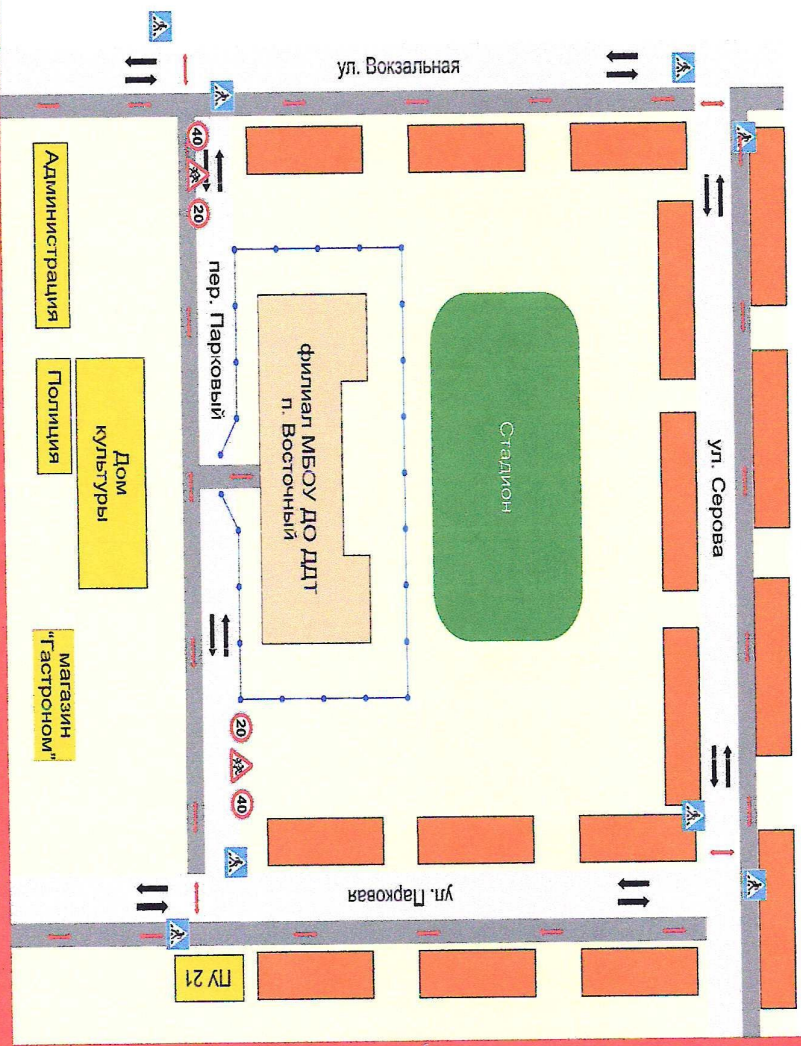 ул. Вокзальная
40
20
Администрация
Полиция
Дом
культуры
магазин
"Гастроном"
пер. Парковый
филиал МБОУ ДО ДДТ
п. Восточный
Стадион
ул. Серова
20
40
ул. Парковая
ПУ 21